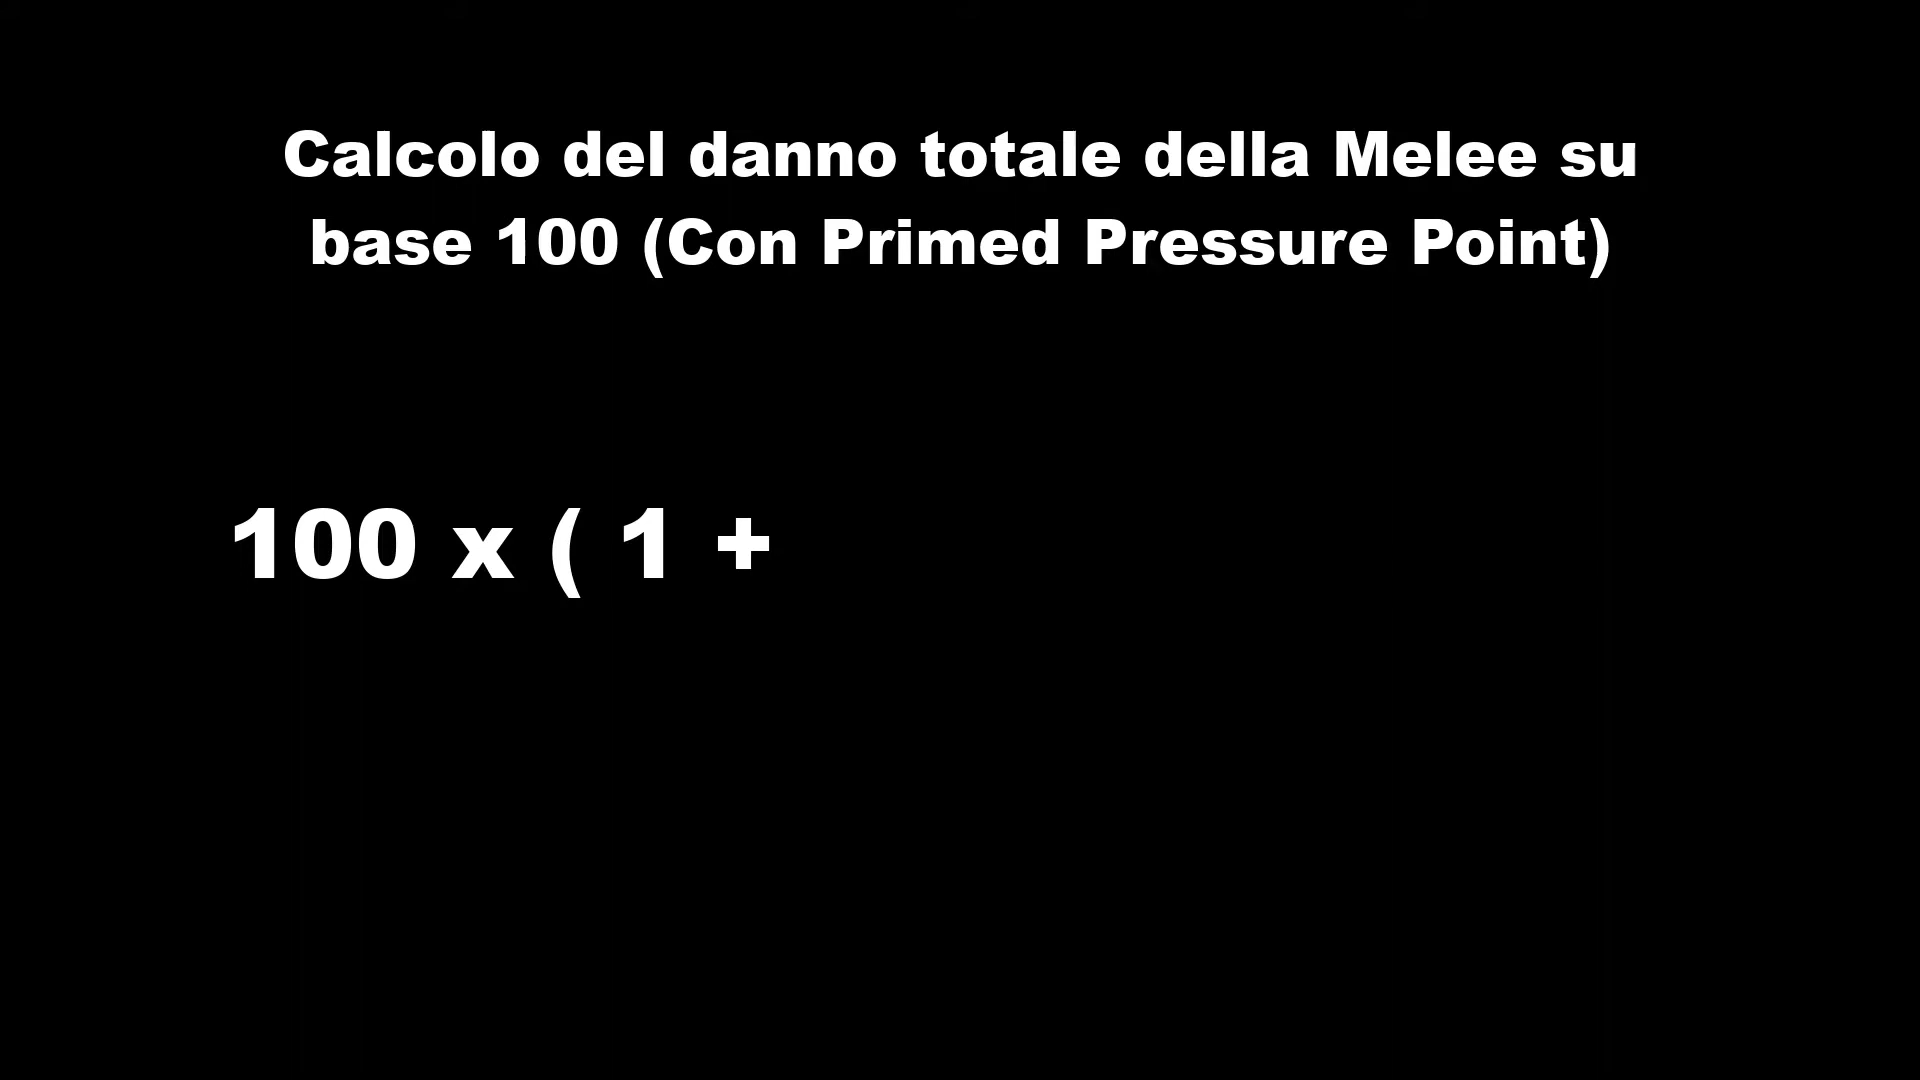 Calcolo del danno totale della Melee su
base 100 (Con Primed Pressure Point)
100 x ( 1 +